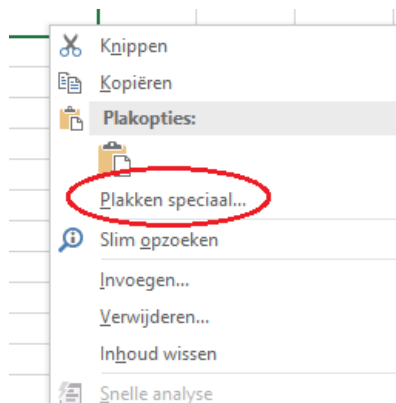 Knippen
Kopiëren
Plakopties:
Plakken speciaal...
Slim opzoeken
Invoegen...
Verwijderen...
Inhoud wissen
Snelle analyse